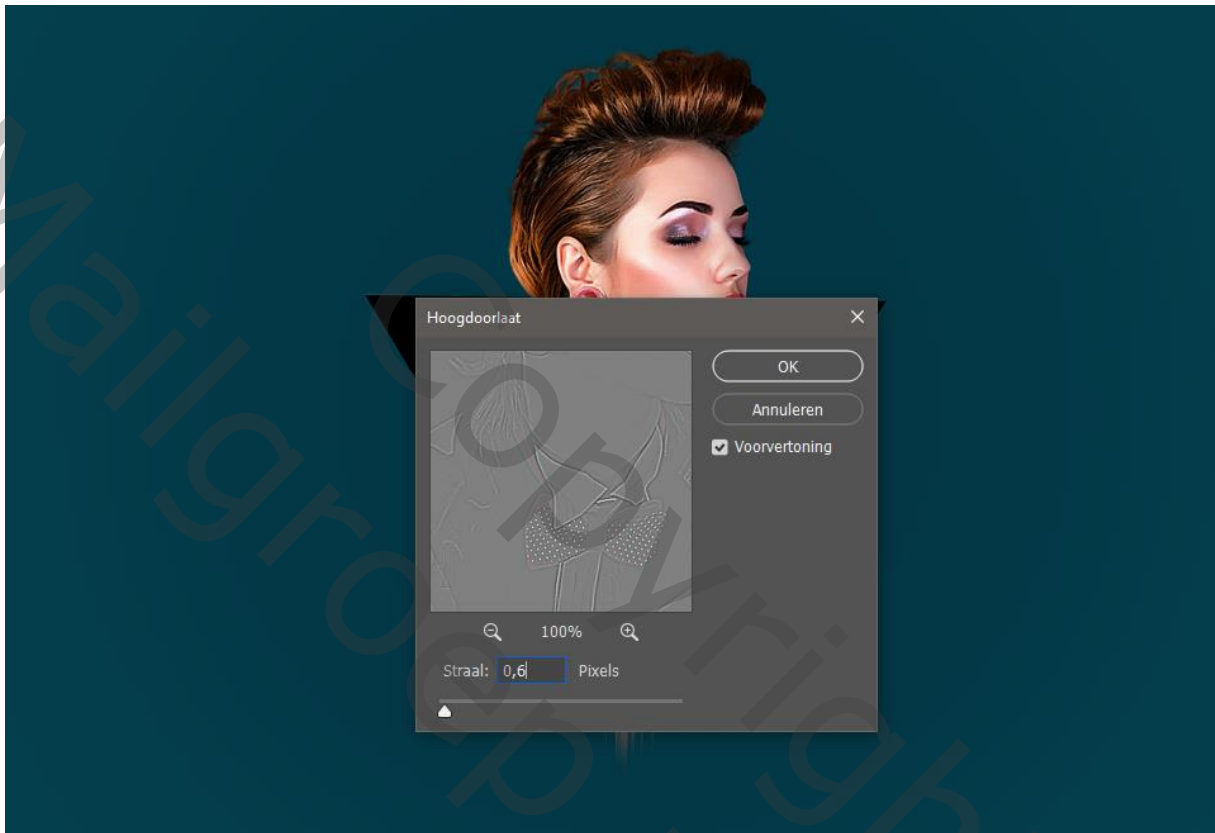 Hoogdoorlaat
OK
Annuleren
Voorvertoning
100%
Straal: 0,6 Pixels
Copyright
Mailgroep